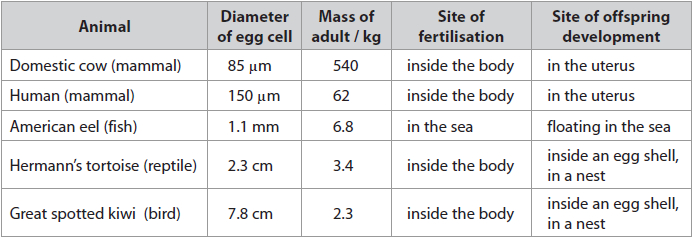 Animal Diameter of egg cell Mass of adult / kg Site of fertilisation Site of offspring development
Domestic cow (mammal) 85 μm 540 inside the body in the uterus
Human (mammal) 150 μm 62 inside the body in the uterus
American eel (fish) 1.1 mm 6.8 in the sea floating in the sea
Hermann’s tortoise (reptile) 2.3 cm 3.4 inside the body inside an egg shell, in a nest
Great spotted kiwi (bird) 7.8 cm 2.3 inside the body inside an egg shell, in a nest